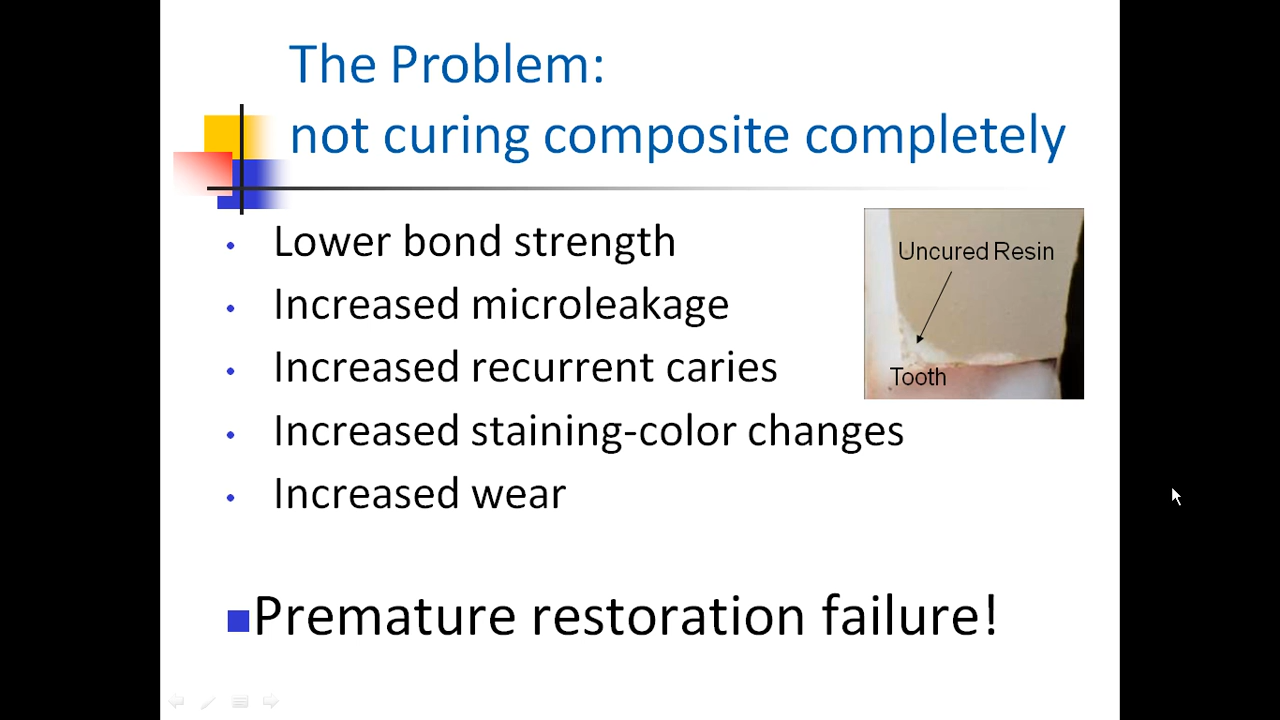 The Problem:
not curing composite completely
• Lower bond strength
• Increased microleakage
• Increased recurrent caries
• Increased staining-color changes
• Increased wear
Uncured Resin
Tooth
■Premature restoration failure!